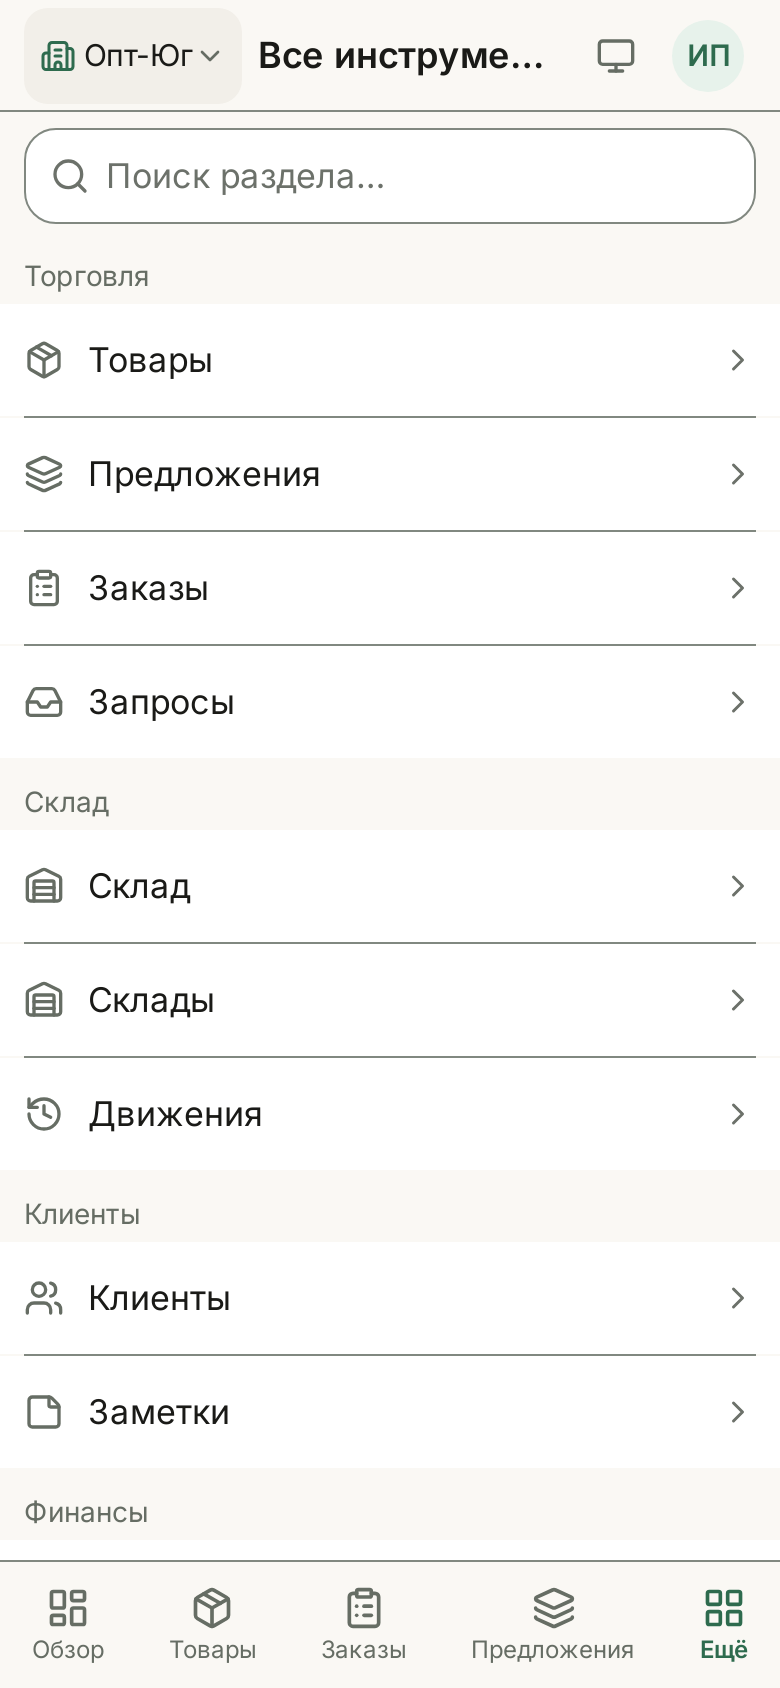 Опт-Юг Все инструме... ИП
Поиск раздела...
Торговля
Товары
Предложения
Заказы
Запросы
Склад
Склад
Склады
Движения
Клиенты
Клиенты
Заметки
Финансы
Обзор Товары Заказы Предложения Ещё